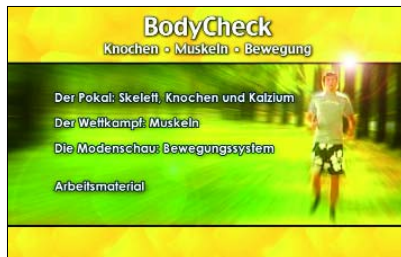 BodyCheck
Knochen • Muskeln • Bewegung
Der Pokal: Skelett, Knochen und Kalzium
Der Wettkampf: Muskeln
Die Modenschau: Bewegungssystem
Arbeitsmaterial